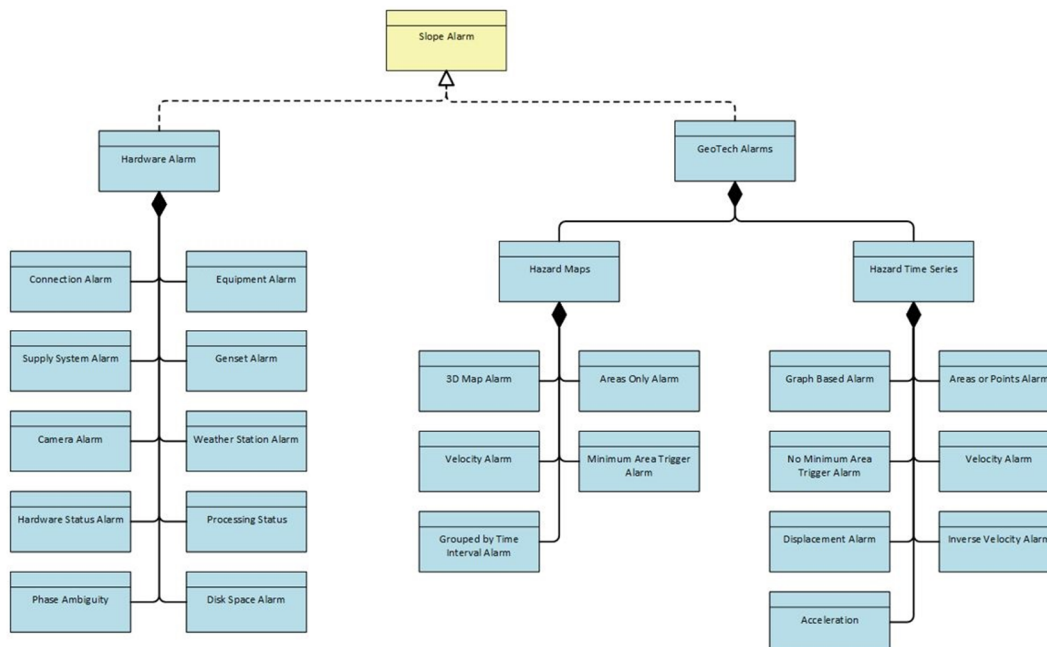 Slope Alarm
Hardware Alarm
GeoTech Alarms
Hazard Maps
Hazard Time Series
Connection Alarm
Equipment Alarm
Supply System Alarm
Genset Alarm
Camera Alarm
Weather Station Alarm
Hardware Status Alarm
Processing Status
Phase Ambiguity
Disk Space Alarm
3D Map Alarm
Areas Only Alarm
Velocity Alarm
Minimum Area Trigger
Alarm
Grouped by Time
Interval Alarm
Graph Based Alarm
Areas or Points Alarm
No Minimum Area
Trigger Alarm
Velocity Alarm
Displacement Alarm
Inverse Velocity Alarm
Acceleration